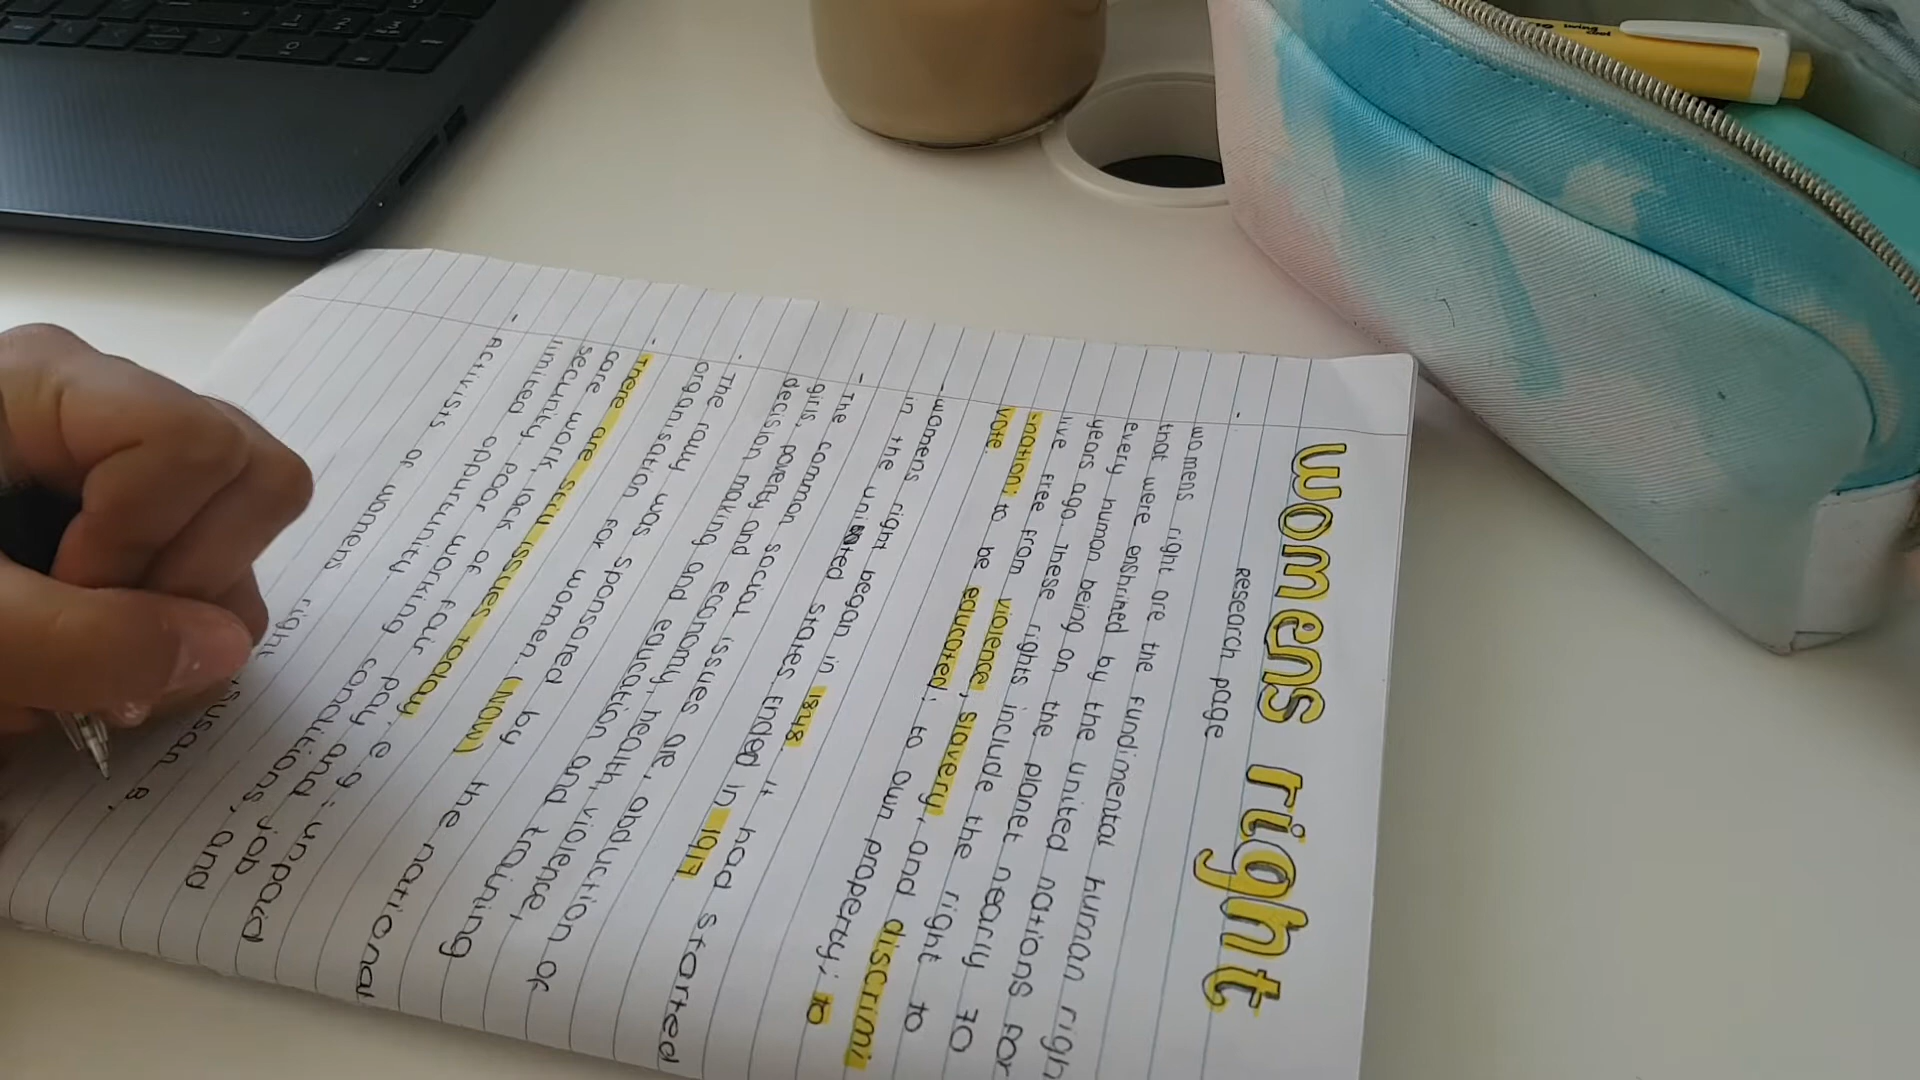 womens right
Research page
- womens right are the fundimental human righ
that were enshrined by the united nations for
every human being on the planet nearly 70
years ago. These rights include the right to
live free from violence, slavery, and discrimi
-nation; to be educated; to own property; to
vote.
- womens right began in 1848. It had started
in the united states. Ended in 1917
- The common social issues are, abduction of
girls, poverty and economy, health, violence,
decision making and education and training
- The rally was sponsored by the national
organisation for women. (NOW)
- There are still issues today, e.g: unpaid
care work, lack of fair pay and job
security, poor working conditions, and
limited oppurtunity.
- Activists of womens right
susan B.